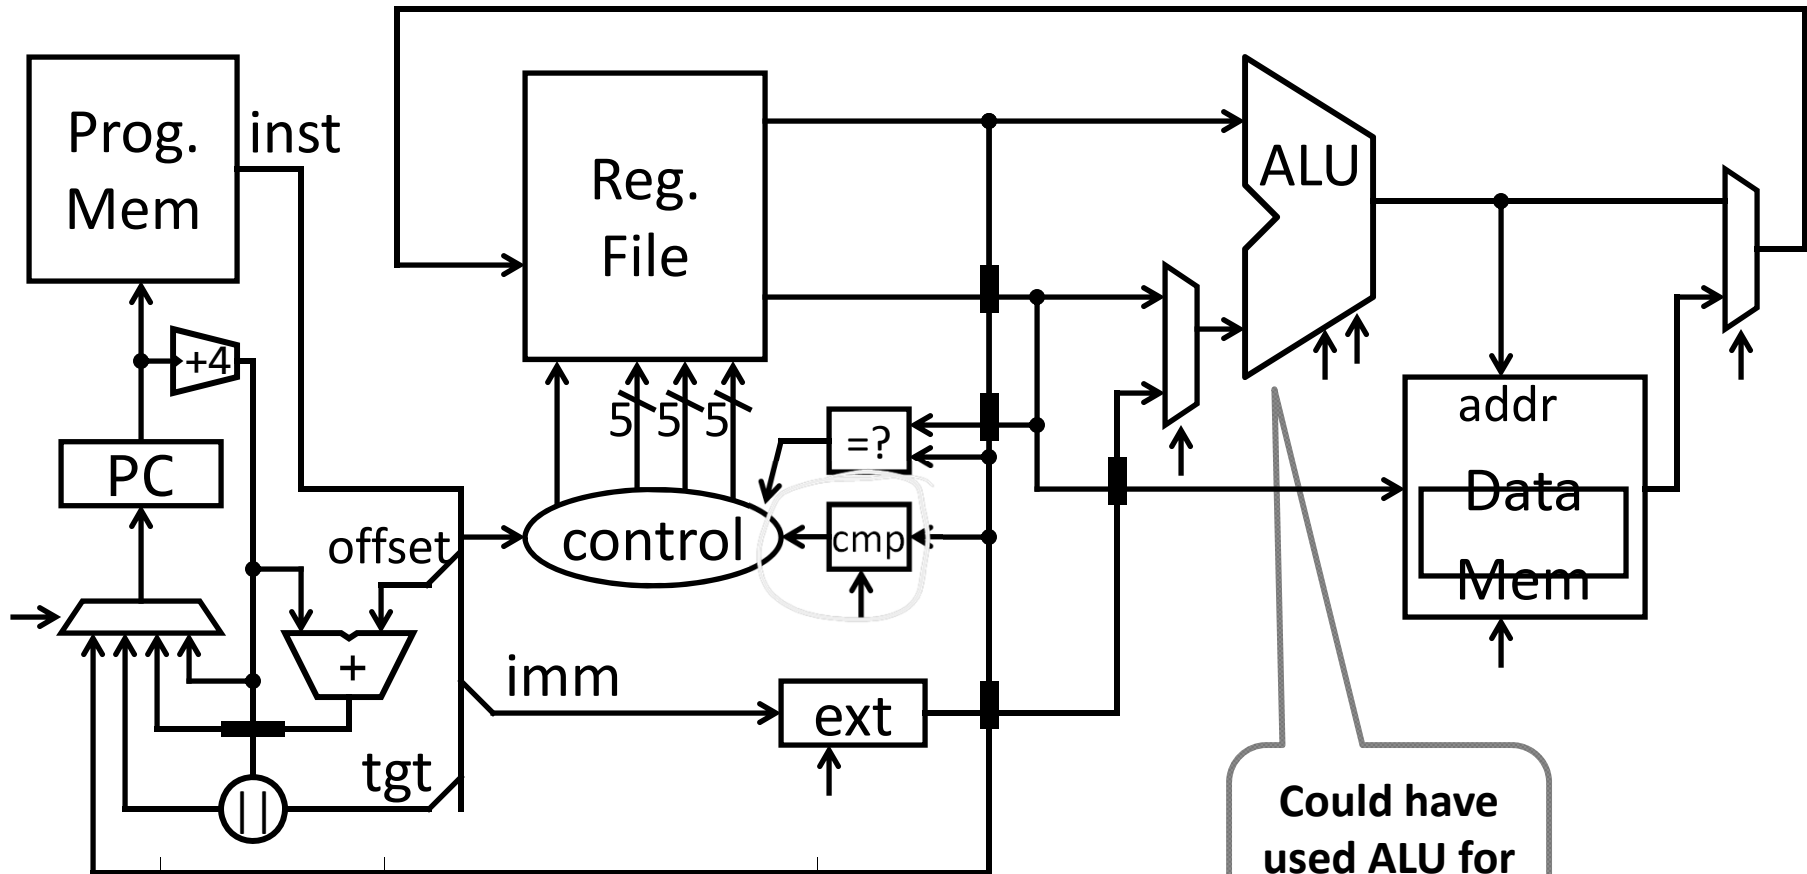 Prog.
Mem
inst
Reg.
File
ALU
+4
5 5 5
=?
addr
PC
Data
offset
control
cmp
Mem
+
imm
ext
tgt
||
Could have
used ALU for